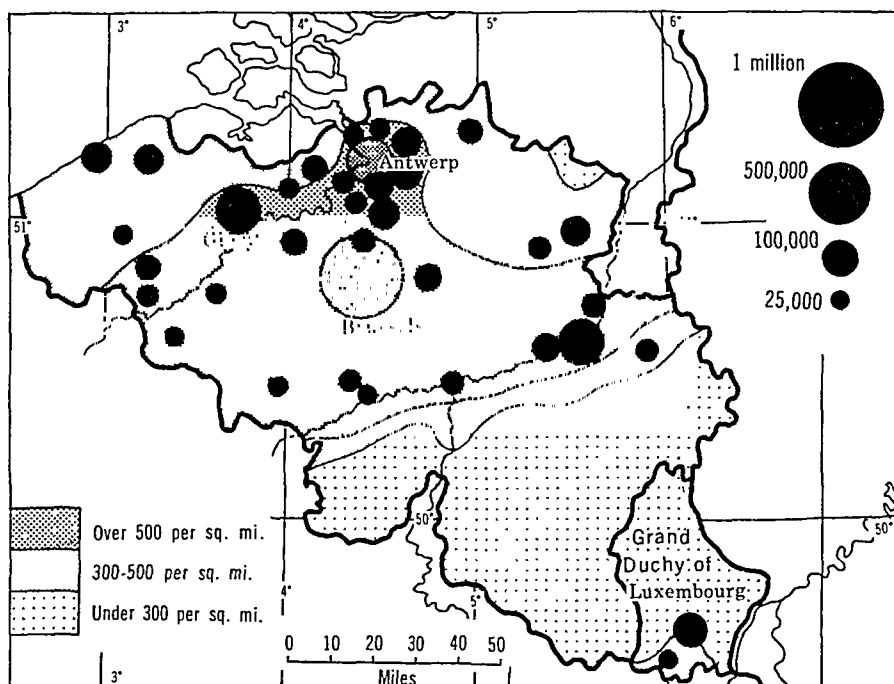 3°
4°
5°
6°
1 million
500,000
100,000
25,000
Antwerp
51°
Brussels
50°
50°
Over 500 per sq. mi.
300-500 per sq. mi.
Under 300 per sq. mi.
Grand
Duchy of
Luxembourg
4°
5°
3°
0 10 20 30 40 50
Miles